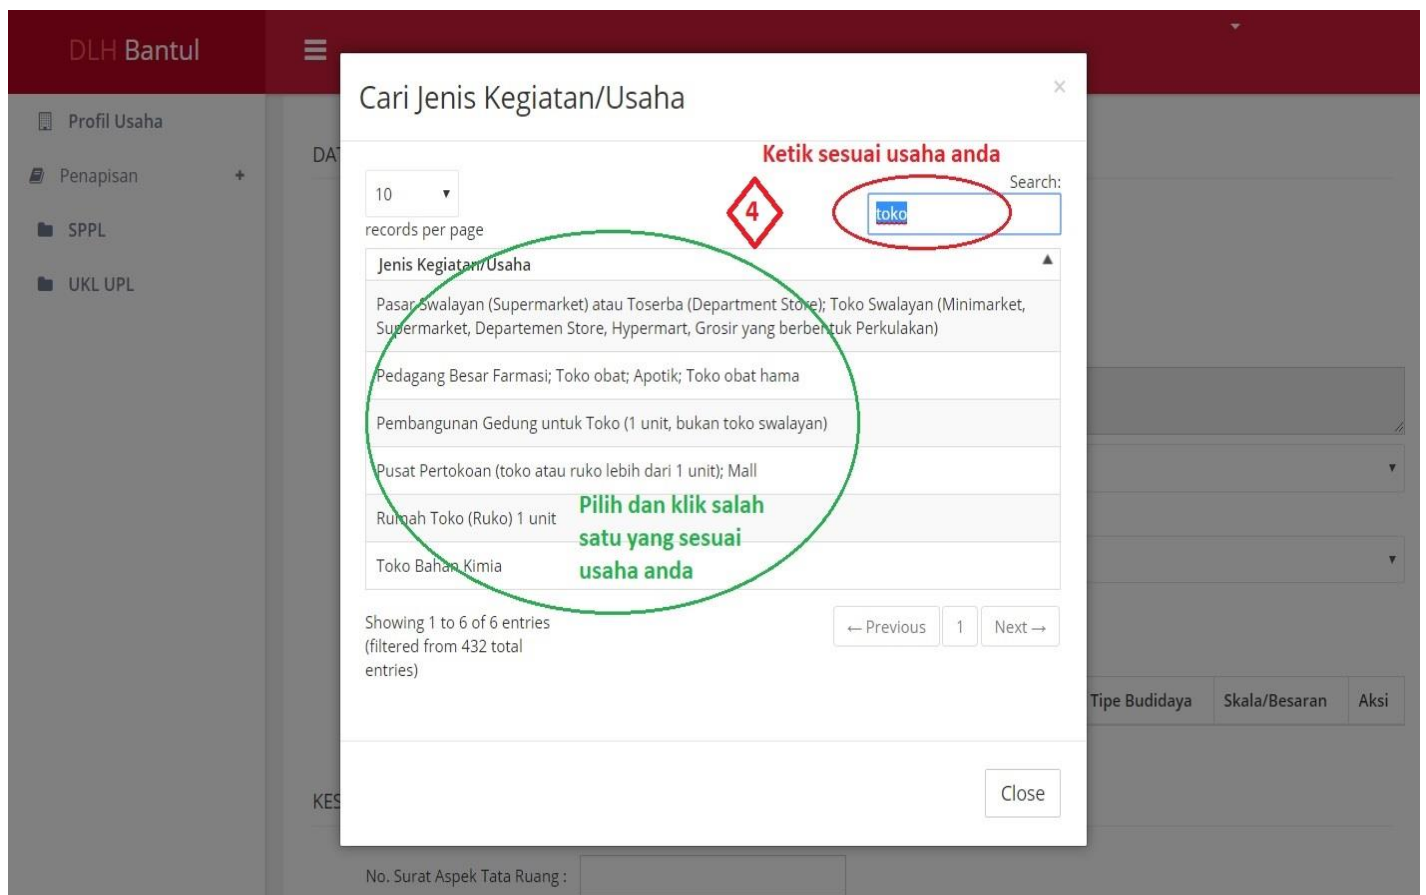 DLH Bantul
Cari Jenis Kegiatan/Usaha
×
Profil Usaha
Penapisan +
SPPL
UKL UPL
Ketik sesuai usaha anda
10
records per page
4
Search:
toko
Jenis Kegiatan/Usaha
Pasar Swalayan (Supermarket) atau Toserba (Department Store); Toko Swalayan (Minimarket,
Supermarket, Departemen Store, Hypermart, Grosir yang berbentuk Perkulakan)
Pedagang Besar Farmasi; Toko obat; Apotik; Toko obat hama
Pembangunan Gedung untuk Toko (1 unit, bukan toko swalayan)
Pusat Pertokoan (toko atau ruko lebih dari 1 unit); Mall
Rumah Toko (Ruko) 1 unit
Toko Bahan Kimia
Pilih dan klik salah
satu yang sesuai
usaha anda
Showing 1 to 6 of 6 entries
(filtered from 432 total
entries)
← Previous 1 Next →
Tipe Budidaya Skala/Besaran Aksi
Close
No. Surat Aspek Tata Ruang :